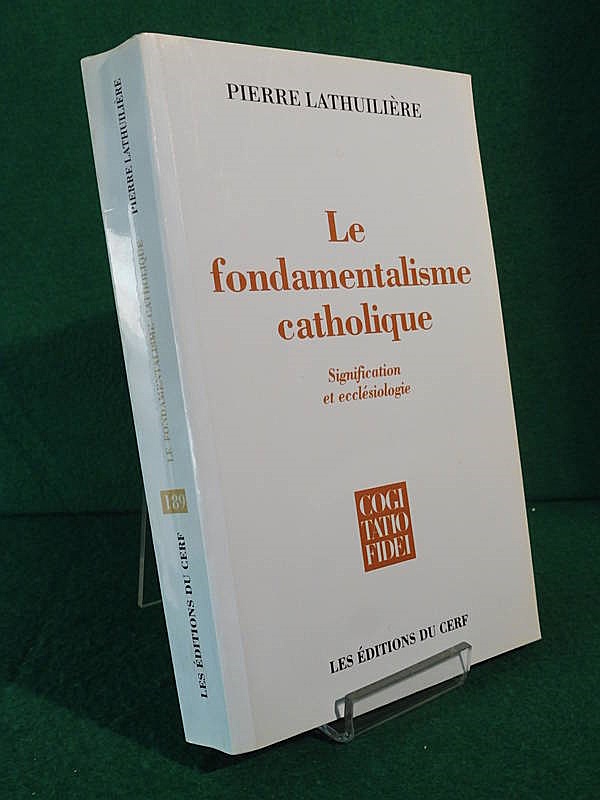 PIERRE LATHUILIÈRE
Le
fondamentalisme
catholique
Signification
et ecclésiologie
COGI
TATIO
FIDEI
LES ÉDITIONS DU CERF
PIERRE LATHUILIÈRE
LE FONDAMENTALISME CATHOLIQUE
189
LES ÉDITIONS DU CERF